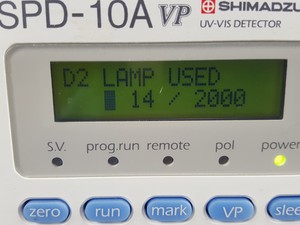 SPD-10A VP
SHIMADZU
UV-VIS DETECTOR
D2 LAMP USED
14 / 2000
S.V. prog.run remote pol power
zero run mark VP